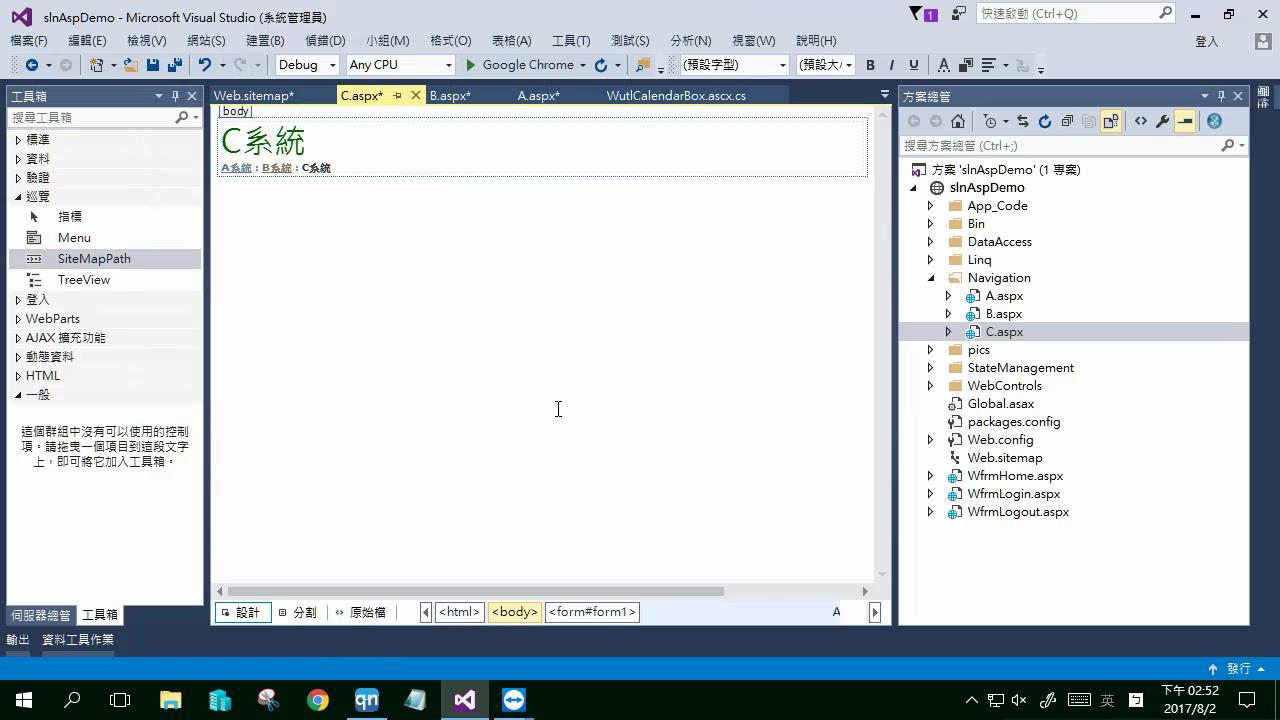 slnAspDemo - Microsoft Visual Studio (系統管理員)
1
快速啟動 (Ctrl+Q)
檔案(F) 編輯(E) 檢視(V) 網站(S) 建置(B) 偵錯(D) 小組(M) 格式(O) 表格(A) 工具(T) 測試(S) 分析(N) 視窗(W) 說明(H)
登入
Debug Any CPU Google Chrome (預設字型) (預設大 B I U A
工具箱
搜尋工具箱
標準
資料
驗證
巡覽
指標
Menu
SiteMapPath
TreeView
登入
WebParts
AJAX 擴充功能
動態資料
HTML
一般
這個群組中沒有可以使用的控制
項。請拖曳一個項目到這段文字
上，即可將它加入工具箱。
伺服器總管 工具箱
輸出 資料工具作業
Web.sitemap* C.aspx* B.aspx* A.aspx* WutlCalendarBox.ascx.cs
body
C系統
A系統 : B系統 : C系統
設計 分割 原始檔 <html> <body> <form#form1> A
方案總管
搜尋方案總管 (Ctrl+;)
方案 'slnAspDemo' (1 專案)
slnAspDemo
App_Code
Bin
DataAccess
Linq
Navigation
A.aspx
B.aspx
C.aspx
pics
StateManagement
WebControls
Global.asax
packages.config
Web.config
Web.sitemap
WfrmHome.aspx
WfrmLogin.aspx
WfrmLogout.aspx
發行
qn
英
下午 02:52
2017/8/2